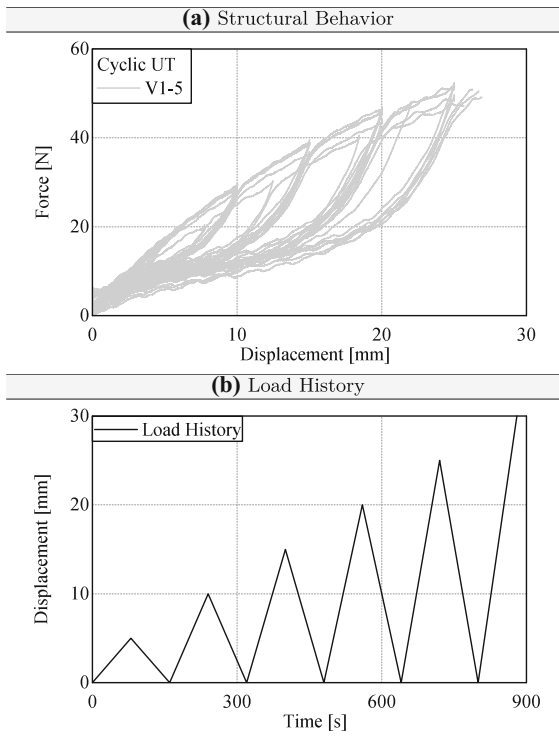 (a) Structural Behavior
60
Cyclic UT
V1-5
40
20
0
Force [N]
0 10 20 30
Displacement [mm]
(b) Load History
30
Load History
20
10
0
Displacement [mm]
0 300 600 900
Time [s]